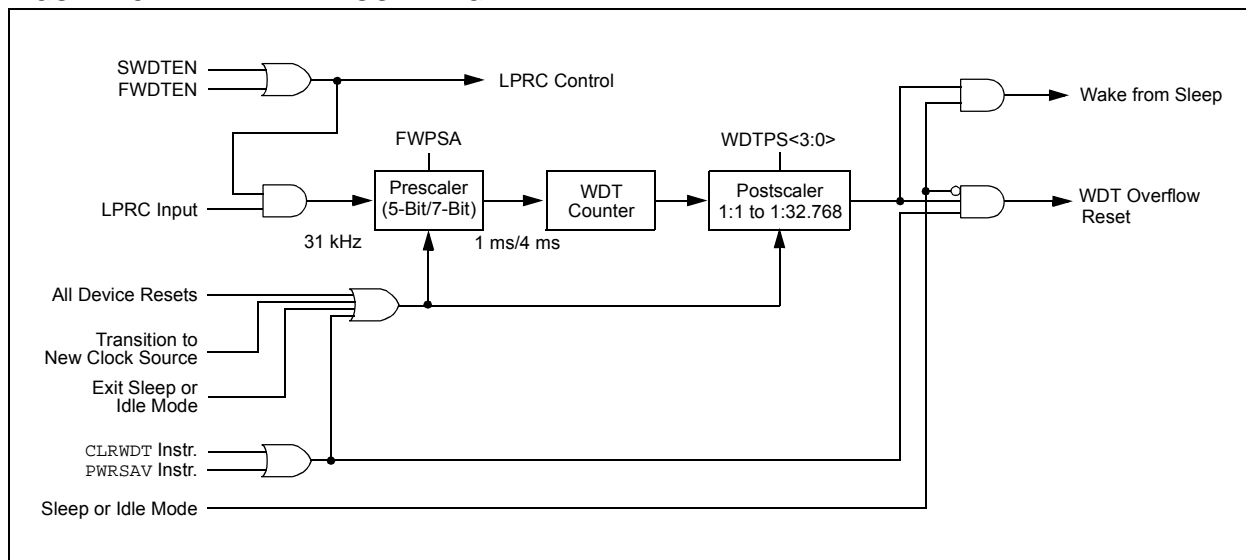 SWDTEN
FWDTEN
LPRC Control
Wake from Sleep
FWPSA
WDTPS<3:0>
LPRC Input
Prescaler
(5-Bit/7-Bit)
WDT
Counter
Postscaler
1:1 to 1:32.768
WDT Overflow
Reset
31 kHz
1 ms/4 ms
All Device Resets
Transition to
New Clock Source
Exit Sleep or
Idle Mode
CLRWDT Instr.
PWRSAV Instr.
Sleep or Idle Mode